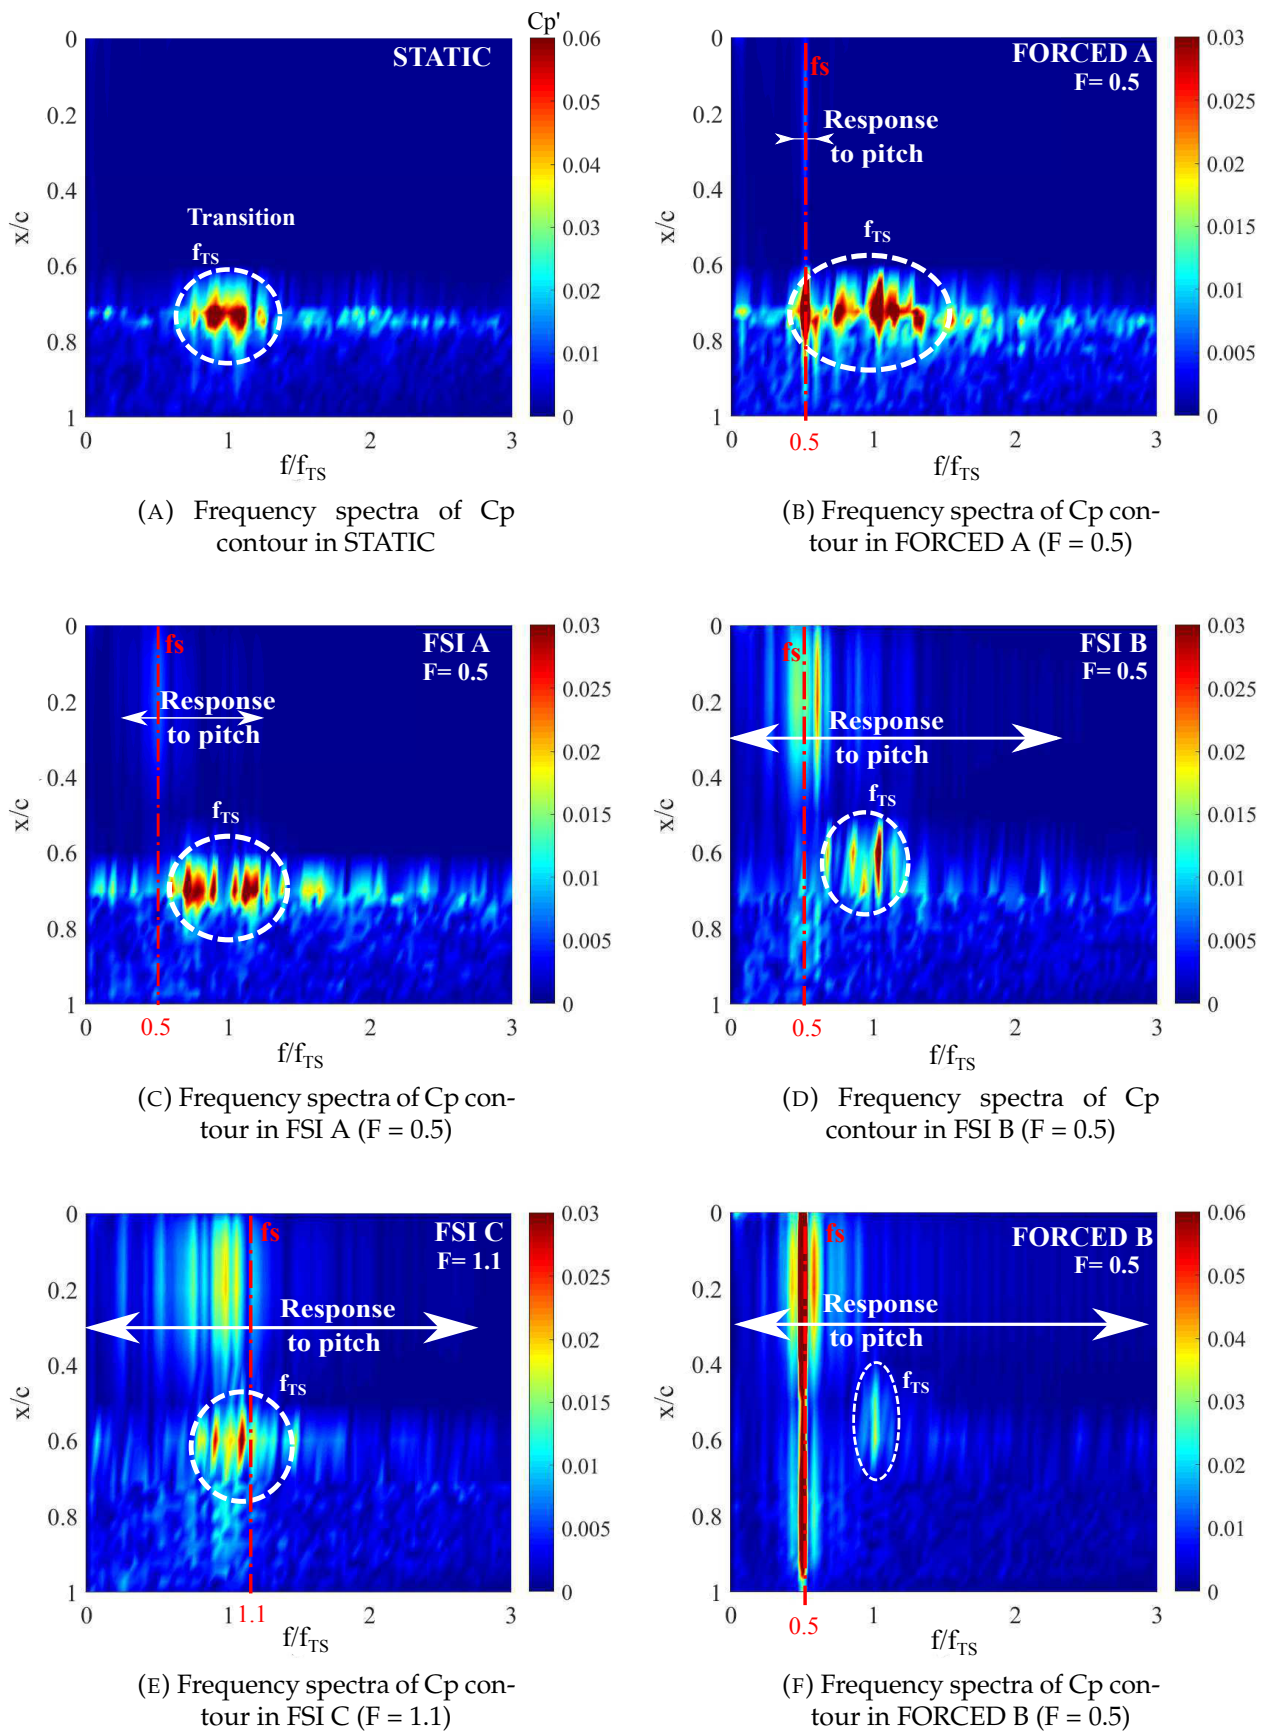 Cp'
0
0.2
0.4
0.6
0.8
1
x/c
STATIC
Transition
f_TS
0 1 2 3
f/f_TS
0.06
0.05
0.04
0.03
0.02
0.01
0
(A) Frequency spectra of Cp
contour in STATIC
0
0.2
0.4
0.6
0.8
1
x/c
fs
FORCED A
F= 0.5
Response
to pitch
f_TS
0 0.5 1 2 3
f/f_TS
0.03
0.025
0.02
0.015
0.01
0.005
0
(B) Frequency spectra of Cp con-
tour in FORCED A (F = 0.5)
0
0.2
0.4
0.6
0.8
1
x/c
fs
FSI A
F= 0.5
Response
to pitch
f_TS
0 0.5 1 2 3
f/f_TS
0.03
0.025
0.02
0.015
0.01
0.005
0
(C) Frequency spectra of Cp con-
tour in FSI A (F = 0.5)
0
0.2
0.4
0.6
0.8
1
x/c
fs
FSI B
F= 0.5
Response
to pitch
f_TS
0 0.5 1 2 3
f/f_TS
0.03
0.025
0.02
0.015
0.01
0.005
0
(D) Frequency spectra of Cp
contour in FSI B (F = 0.5)
0
0.2
0.4
0.6
0.8
1
x/c
fs
FSI C
F= 1.1
Response
to pitch
f_TS
0 1 1.1 2 3
f/f_TS
0.03
0.025
0.02
0.015
0.01
0.005
0
(E) Frequency spectra of Cp con-
tour in FSI C (F = 1.1)
0
0.2
0.4
0.6
0.8
1
x/c
fs
FORCED B
F= 0.5
Response
to pitch
f_TS
0 0.5 1 2 3
f/f_TS
0.06
0.05
0.04
0.03
0.02
0.01
0
(F) Frequency spectra of Cp con-
tour in FORCED B (F = 0.5)